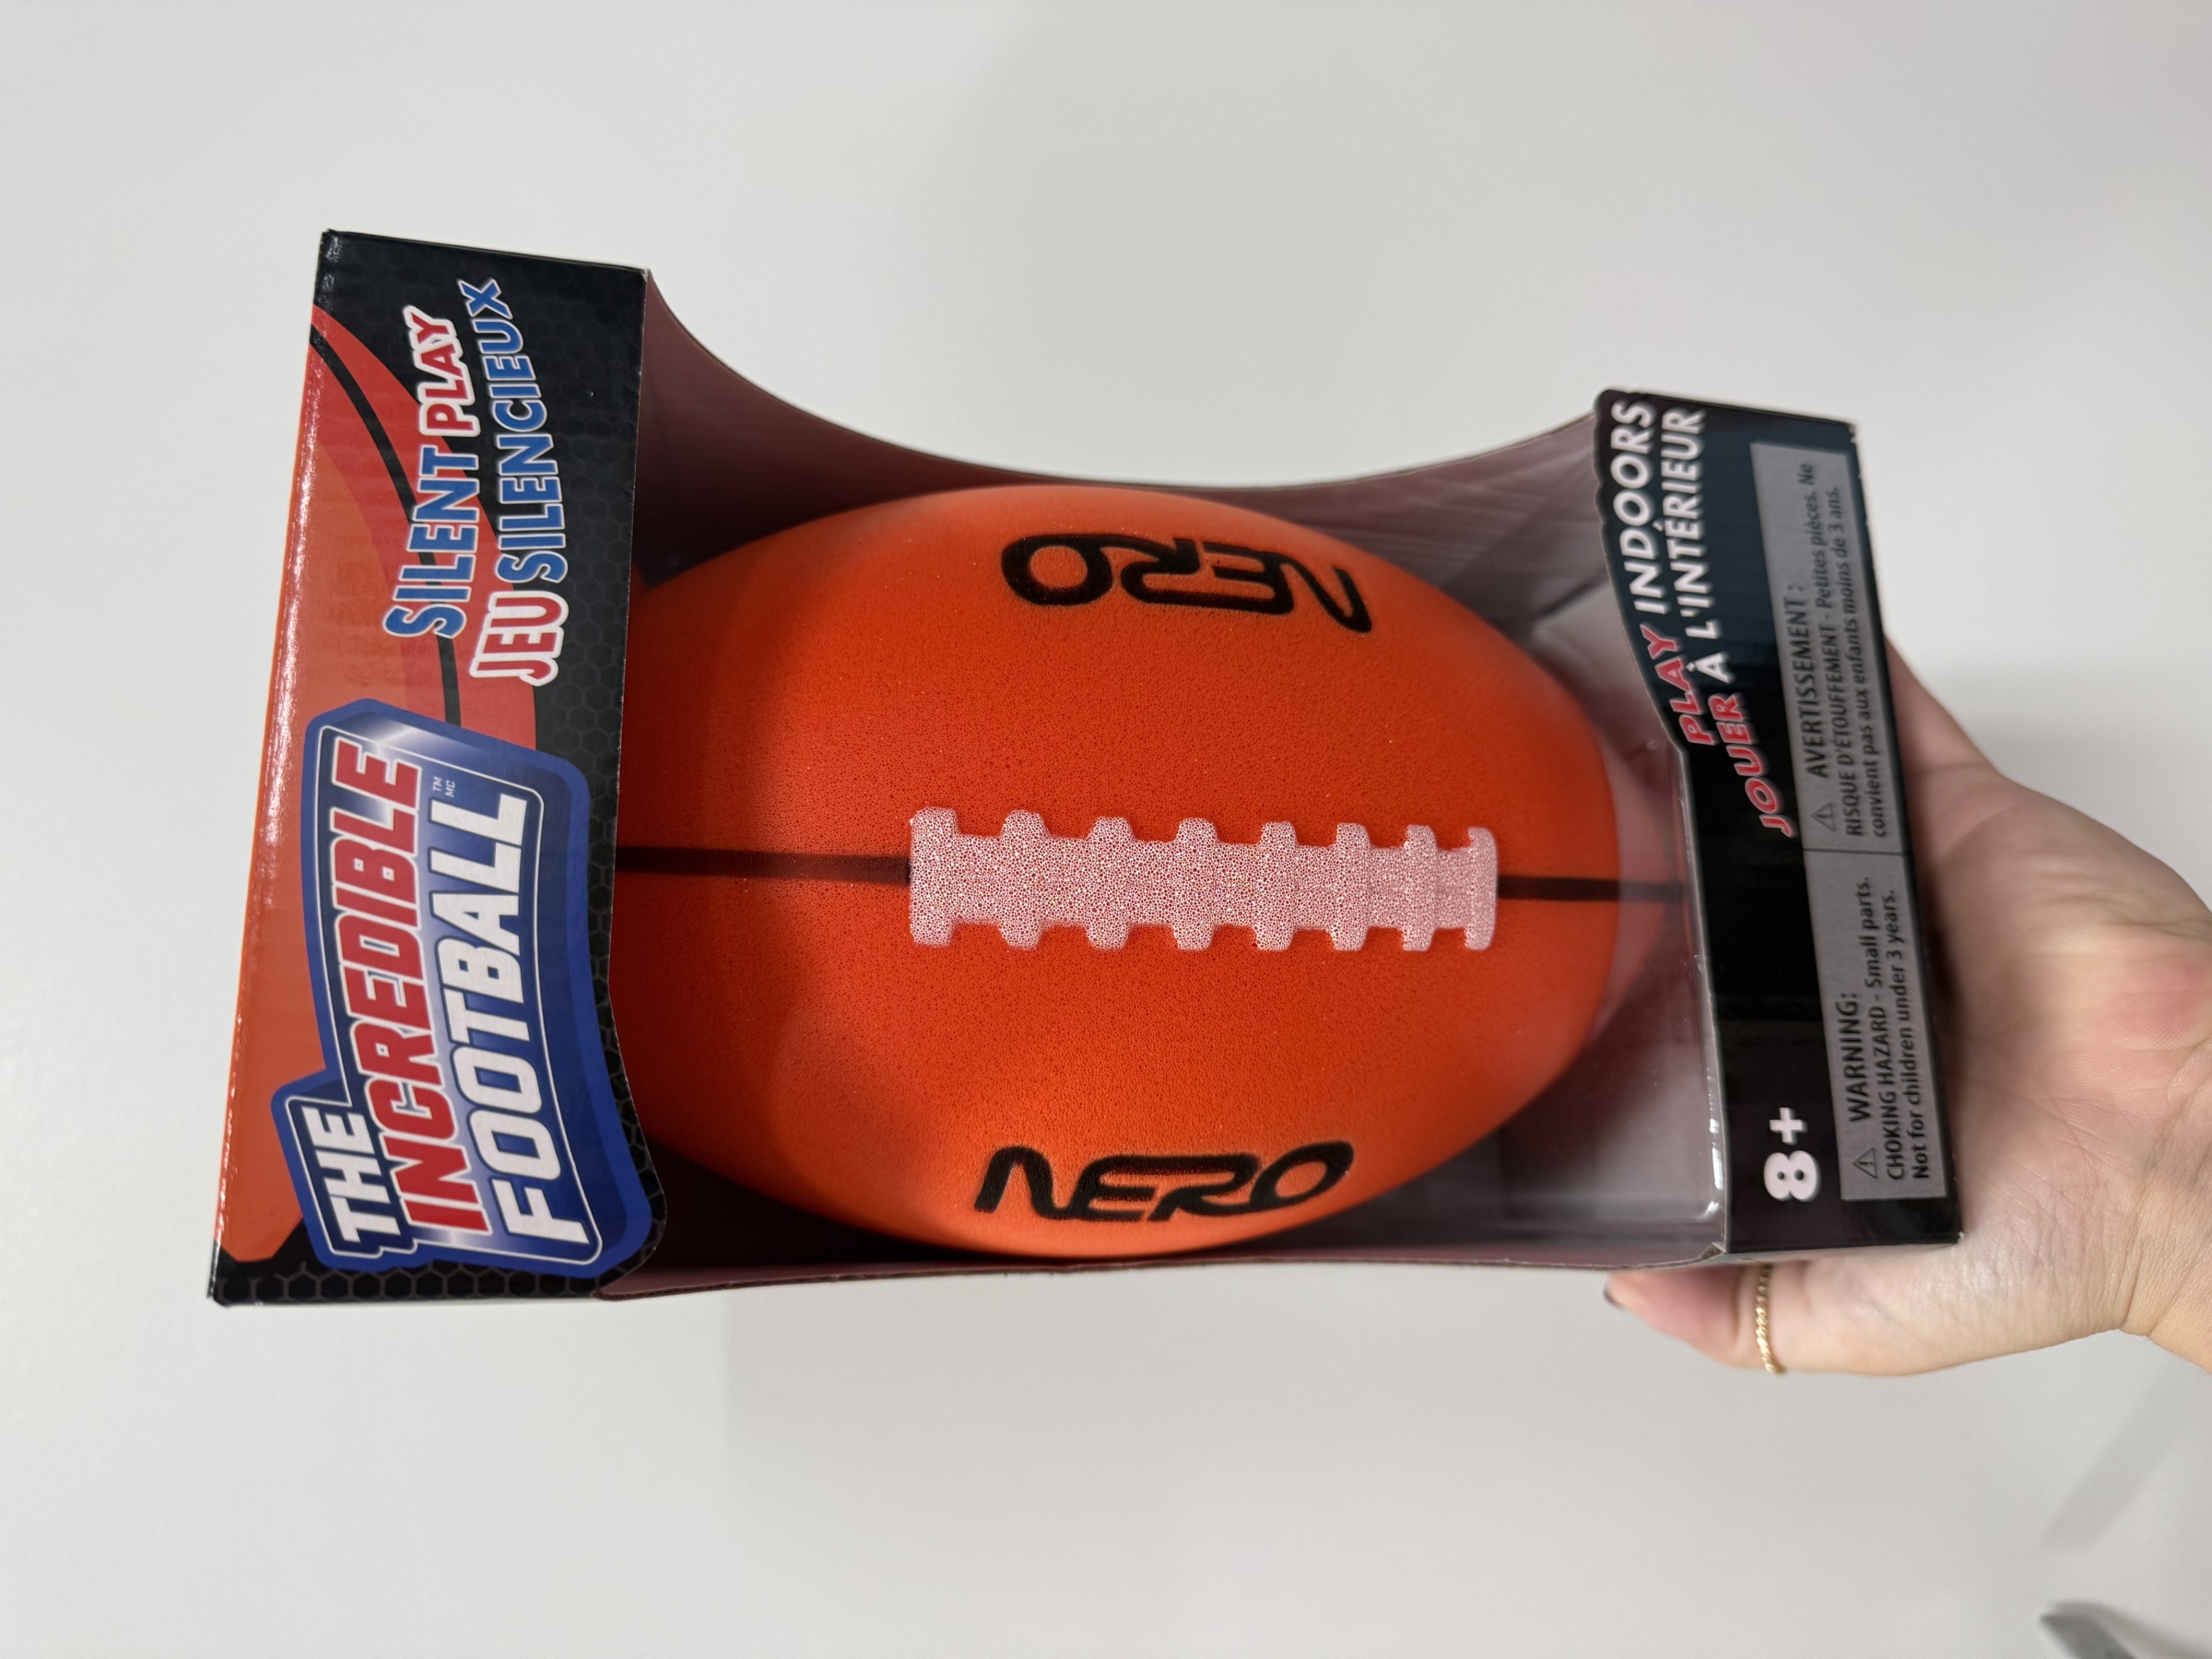 THE
INCREDIBLE
FOOTBALL
™
MC
SILENT PLAY
JEU SILENCIEUX
NERO
NERO
PLAY INDOORS
JOUER À L'INTÉRIEUR
8+
⚠ WARNING:
CHOKING HAZARD - Small parts.
Not for children under 3 years.
⚠ AVERTISSEMENT :
RISQUE D'ÉTOUFFEMENT - Petites pièces. Ne
convient pas aux enfants moins de 3 ans.